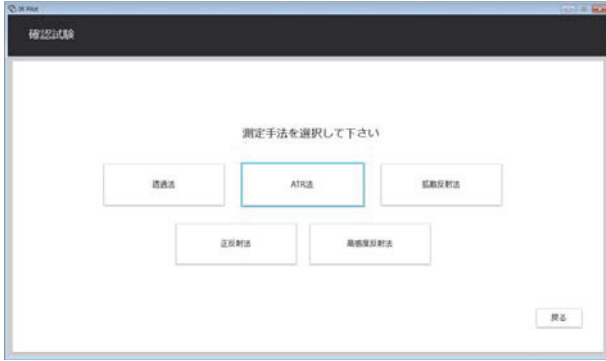 IR Pilot
確認試験
測定手法を選択して下さい
透過法
ATR法
拡散反射法
正反射法
高感度反射法
戻る